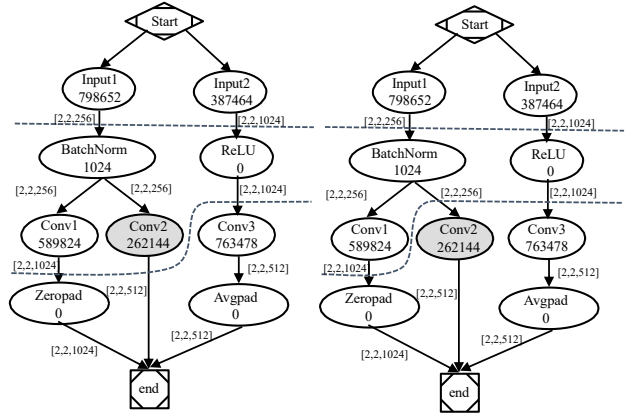 Start
Input1
798652
Input2
387464
[2,2,256]
[2,2,1024]
BatchNorm
1024
ReLU
0
[2,2,256]
[2,2,256]
[2,2,1024]
Conv1
589824
Conv2
262144
Conv3
763478
[2,2,1024]
[2,2,512]
Zeropad
0
[2,2,512]
Avgpad
0
[2,2,1024]
[2,2,512]
end
Start
Input1
798652
Input2
387464
[2,2,256]
[2,2,1024]
BatchNorm
1024
ReLU
0
[2,2,256]
[2,2,256]
[2,2,1024]
Conv1
589824
Conv2
262144
Conv3
763478
[2,2,1024]
[2,2,512]
Zeropad
0
[2,2,512]
Avgpad
0
[2,2,1024]
[2,2,512]
end